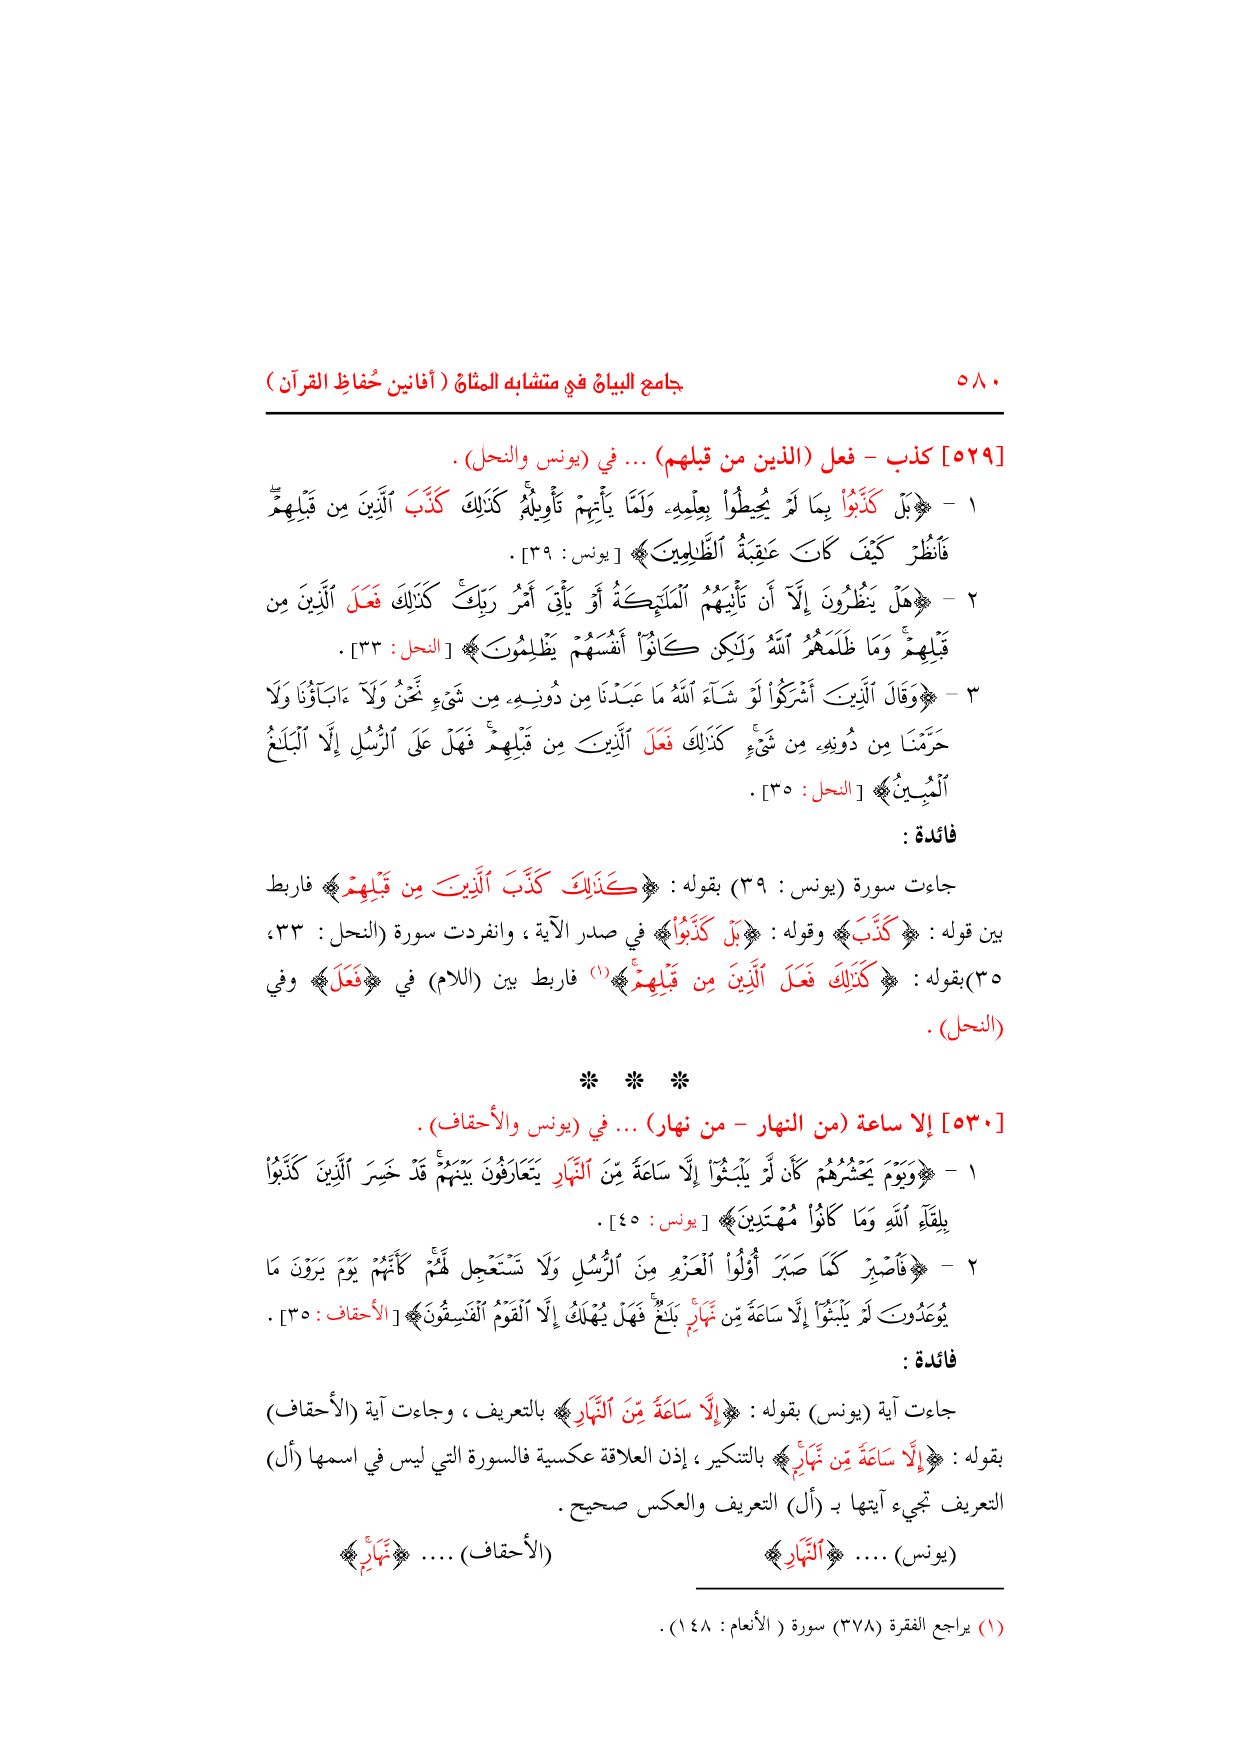 ٥٨٠ جامع البيان في متشابه المثان ( أفانين حُفاظِ القرآن )
[٥٢٩] كذب – فعل (الذين من قبلهم) ... في (يونس والنحل) .
١ – ﴿بَلۡ كَذَّبُواْ بِمَا لَمۡ يُحِيطُواْ بِعِلۡمِهِۦ وَلَمَّا يَأۡتِهِمۡ تَأۡوِيلُهُۥۚ كَذَٰلِكَ كَذَّبَ ٱلَّذِينَ مِن قَبۡلِهِمۡۖ
فَٱنظُرۡ كَيۡفَ كَانَ عَٰقِبَةُ ٱلظَّٰلِمِينَ﴾ [ يونس : ٣٩] .
٢ – ﴿هَلۡ يَنظُرُونَ إِلَّآ أَن تَأۡتِيَهُمُ ٱلۡمَلَٰٓئِكَةُ أَوۡ يَأۡتِيَ أَمۡرُ رَبِّكَۚ كَذَٰلِكَ فَعَلَ ٱلَّذِينَ مِن
قَبۡلِهِمۡۚ وَمَا ظَلَمَهُمُ ٱللَّهُ وَلَٰكِن كَانُوٓاْ أَنفُسَهُمۡ يَظۡلِمُونَ﴾ [ النحل : ٣٣] .
٣ – ﴿وَقَالَ ٱلَّذِينَ أَشۡرَكُواْ لَوۡ شَآءَ ٱللَّهُ مَا عَبَدۡنَا مِن دُونِهِۦ مِن شَيۡءٖ نَّحۡنُ وَلَآ ءَابَآؤُنَا وَلَا
حَرَّمۡنَا مِن دُونِهِۦ مِن شَيۡءٖۚ كَذَٰلِكَ فَعَلَ ٱلَّذِينَ مِن قَبۡلِهِمۡۚ فَهَلۡ عَلَى ٱلرُّسُلِ إِلَّا ٱلۡبَلَٰغُ
ٱلۡمُبِينُ﴾ [ النحل : ٣٥] .
فائدة :
جاءت سورة (يونس : ٣٩) بقوله : ﴿كَذَٰلِكَ كَذَّبَ ٱلَّذِينَ مِن قَبۡلِهِمۡ﴾ فاربط
بين قوله : ﴿كَذَّبَ﴾ وقوله : ﴿بَلۡ كَذَّبُواْ﴾ في صدر الآية ، وانفردت سورة (النحل : ٣٣،
٣٥)بقوله : ﴿كَذَٰلِكَ فَعَلَ ٱلَّذِينَ مِن قَبۡلِهِمۡۚ﴾(١) فاربط بين (اللام) في ﴿فَعَلَ﴾ وفي
(النحل) .
❊ ❊ ❊
[٥٣٠] إلا ساعة (من النهار – من نهار) ... في (يونس والأحقاف) .
١ – ﴿وَيَوۡمَ يَحۡشُرُهُمۡ كَأَن لَّمۡ يَلۡبَثُوٓاْ إِلَّا سَاعَةٗ مِّنَ ٱلنَّهَارِ يَتَعَارَفُونَ بَيۡنَهُمۡۚ قَدۡ خَسِرَ ٱلَّذِينَ كَذَّبُواْ
بِلِقَآءِ ٱللَّهِ وَمَا كَانُواْ مُهۡتَدِينَ﴾ [ يونس : ٤٥] .
٢ – ﴿فَٱصۡبِرۡ كَمَا صَبَرَ أُوْلُواْ ٱلۡعَزۡمِ مِنَ ٱلرُّسُلِ وَلَا تَسۡتَعۡجِل لَّهُمۡۚ كَأَنَّهُمۡ يَوۡمَ يَرَوۡنَ مَا
يُوعَدُونَ لَمۡ يَلۡبَثُوٓاْ إِلَّا سَاعَةٗ مِّن نَّهَارِۭۚ بَلَٰغٞۚ فَهَلۡ يُهۡلَكُ إِلَّا ٱلۡقَوۡمُ ٱلۡفَٰسِقُونَ﴾ [ الأحقاف : ٣٥] .
فائدة :
جاءت آية (يونس) بقوله : ﴿إِلَّا سَاعَةٗ مِّنَ ٱلنَّهَارِ﴾ بالتعريف ، وجاءت آية (الأحقاف)
بقوله : ﴿إِلَّا سَاعَةٗ مِّن نَّهَارِۭۚ﴾ بالتنكير ، إذن العلاقة عكسية فالسورة التي ليس في اسمها (أل)
التعريف تجيء آيتها بـ (أل) التعريف والعكس صحيح .
(يونس) .... ﴿ٱلنَّهَارِ﴾ (الأحقاف) .... ﴿نَّهَارِۭۚ﴾
(١) يراجع الفقرة (٣٧٨) سورة ( الأنعام : ١٤٨) .